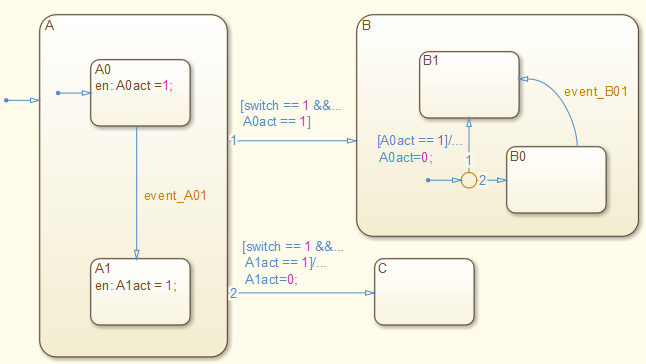 A
A0
en: A0act =1;
event_A01
A1
en: A1act = 1;
[switch == 1 &&...
A0act == 1]
1
[switch == 1 &&...
A1act == 1]/...
A1act=0;
2
B
B1
event_B01
[A0act == 1]/...
A0act=0;
1
2
B0
C